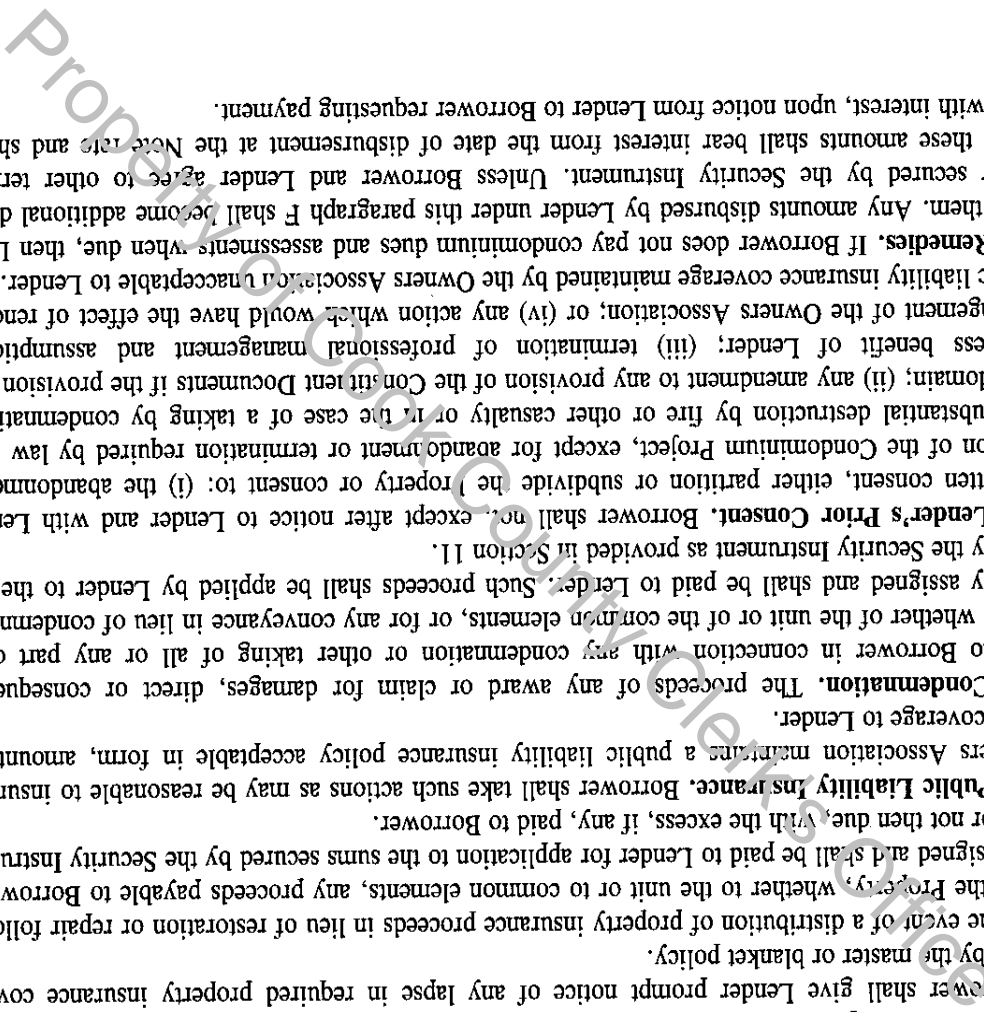 ower shall give Lender prompt notice of any lapse in required property insurance cov
by the master or blanket policy.
ne event of a distribution of property insurance proceeds in lieu of restoration or repair follo
the Property, whether to the unit or to common elements, any proceeds payable to Borrow
signed and shall be paid to Lender for application to the sums secured by the Security Instru
or not then due, with the excess, if any, paid to Borrower.
Public Liability Insurance. Borrower shall take such actions as may be reasonable to insur
ers Association maintains a public liability insurance policy acceptable in form, amount
coverage to Lender.
Condemnation. The proceeds of any award or claim for damages, direct or conseque
o Borrower in connection with any condemnation or other taking of all or any part o
whether of the unit or of the common elements, or for any conveyance in lieu of condemn
y assigned and shall be paid to Lender. Such proceeds shall be applied by Lender to the
y the Security Instrument as provided in Section 11.
Lender's Prior Consent. Borrower shall not, except after notice to Lender and with Len
tten consent, either partition or subdivide the Property or consent to: (i) the abandonme
on of the Condominium Project, except for abandonment or termination required by law
ubstantial destruction by fire or other casualty or in the case of a taking by condemnati
domain; (ii) any amendment to any provision of the Constituent Documents if the provision
ess benefit of Lender; (iii) termination of professional management and assumptio
agement of the Owners Association; or (iv) any action which would have the effect of rend
c liability insurance coverage maintained by the Owners Association unacceptable to Lender.
Remedies. If Borrower does not pay condominium dues and assessments when due, then L
them. Any amounts disbursed by Lender under this paragraph F shall become additional d
r secured by the Security Instrument. Unless Borrower and Lender agree to other ter
these amounts shall bear interest from the date of disbursement at the Note rate and sh
with interest, upon notice from Lender to Borrower requesting payment.
Property of Cook County Clerk's Office